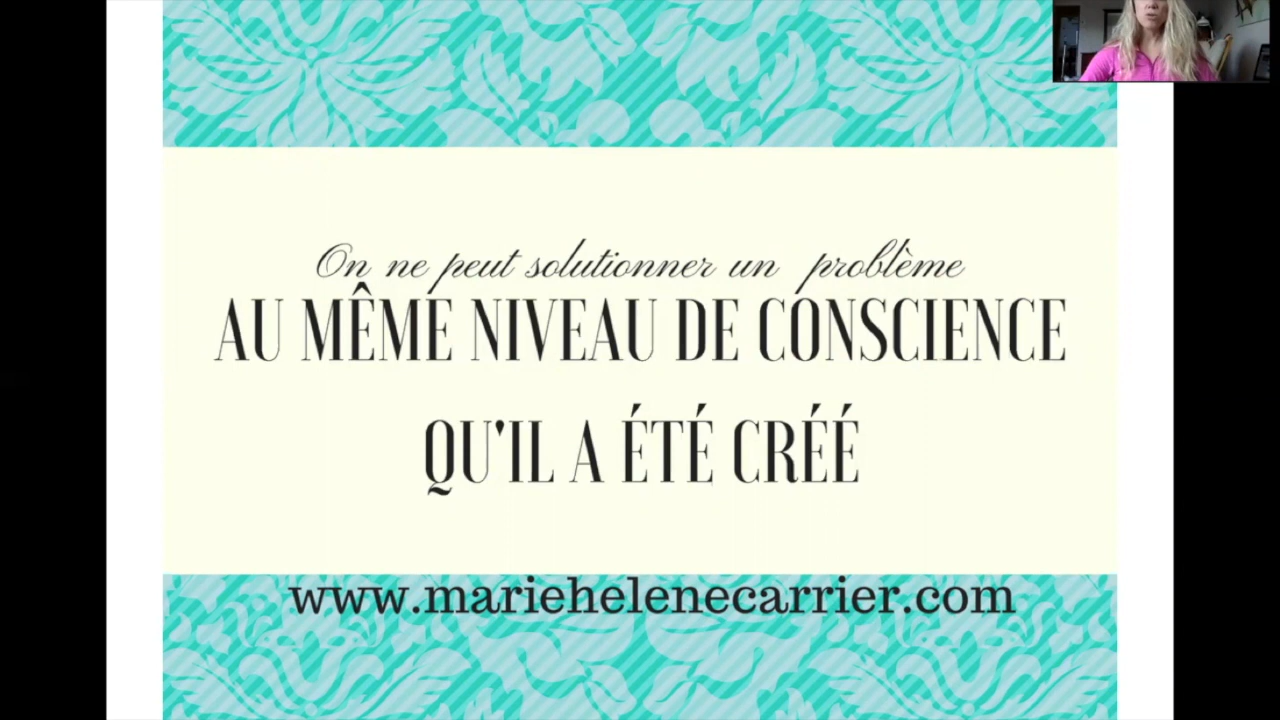 On ne peut solutionner un problème
AU MÊME NIVEAU DE CONSCIENCE
QU'IL A ÉTÉ CRÉÉ
www.mariehelenecarrier.com